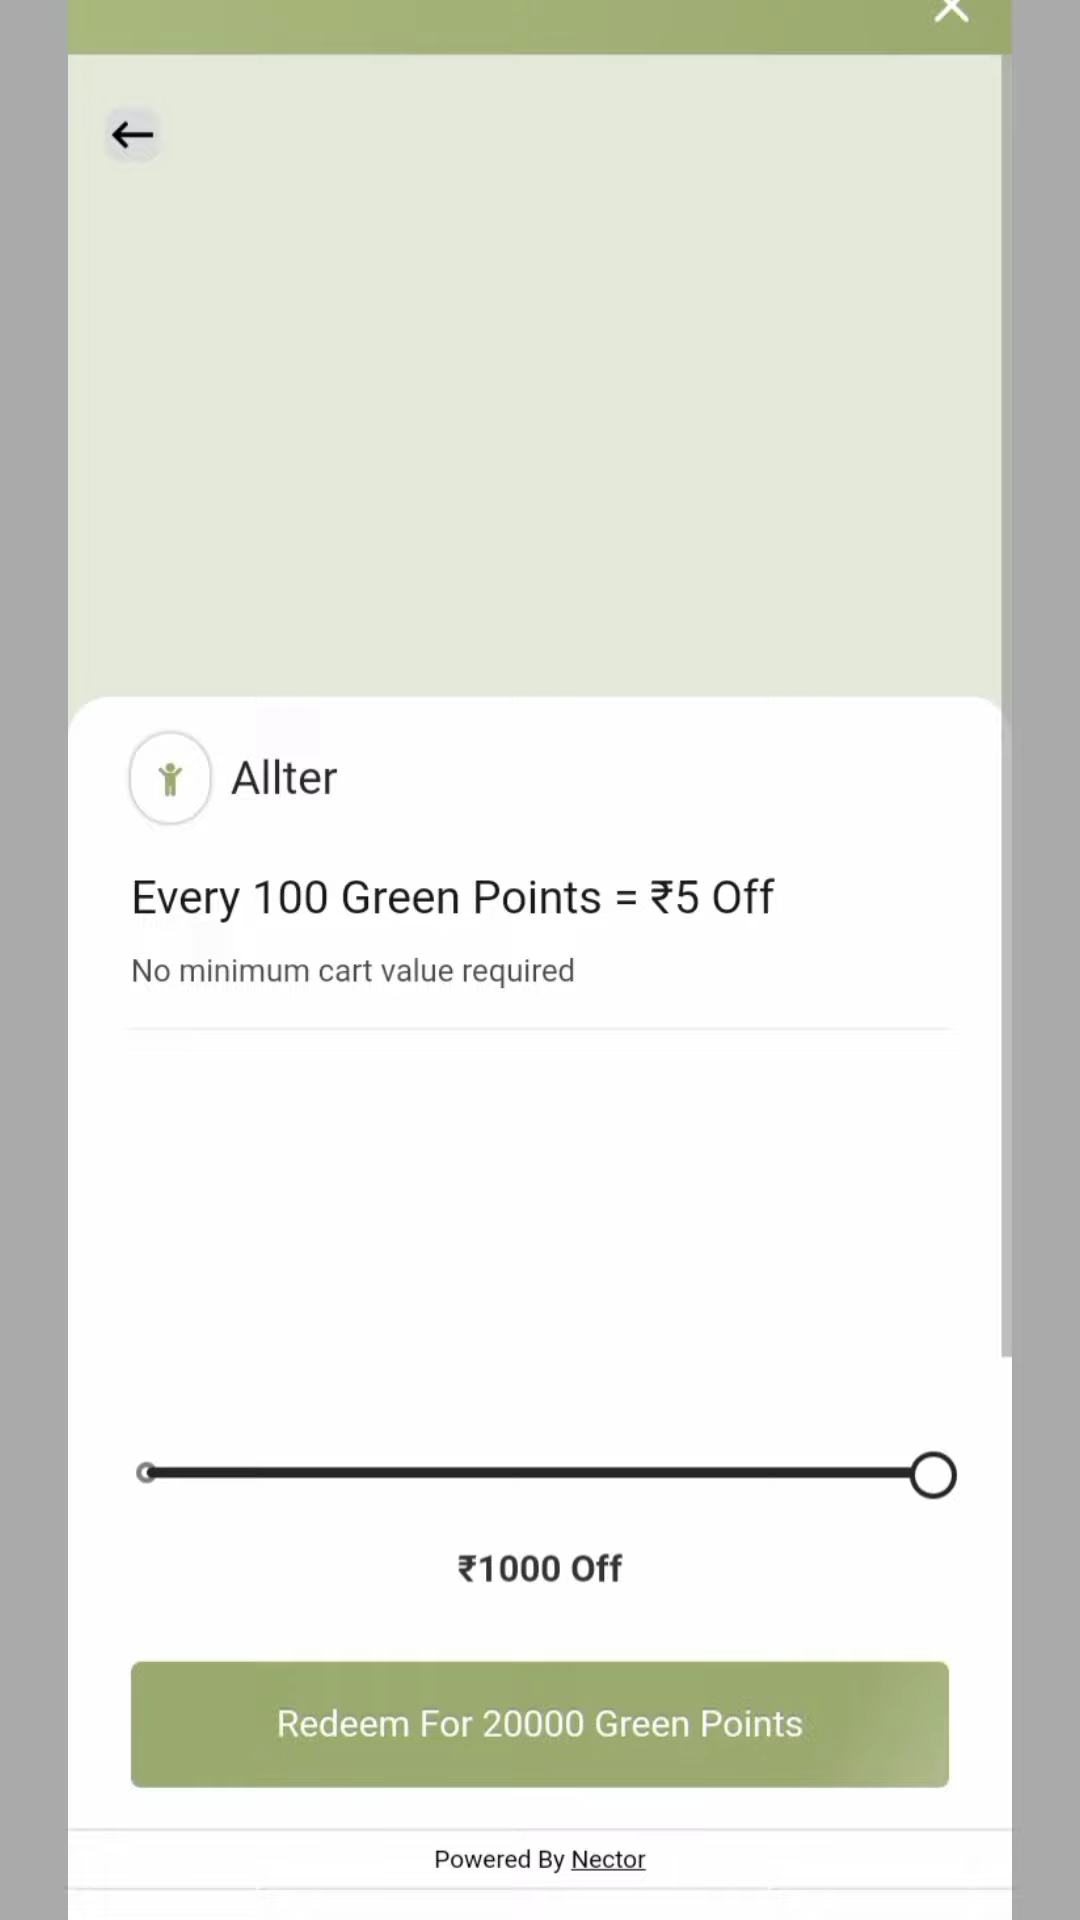 Allter
Every 100 Green Points = ₹5 Off
No minimum cart value required
₹1000 Off
Redeem For 20000 Green Points
Powered By Nector